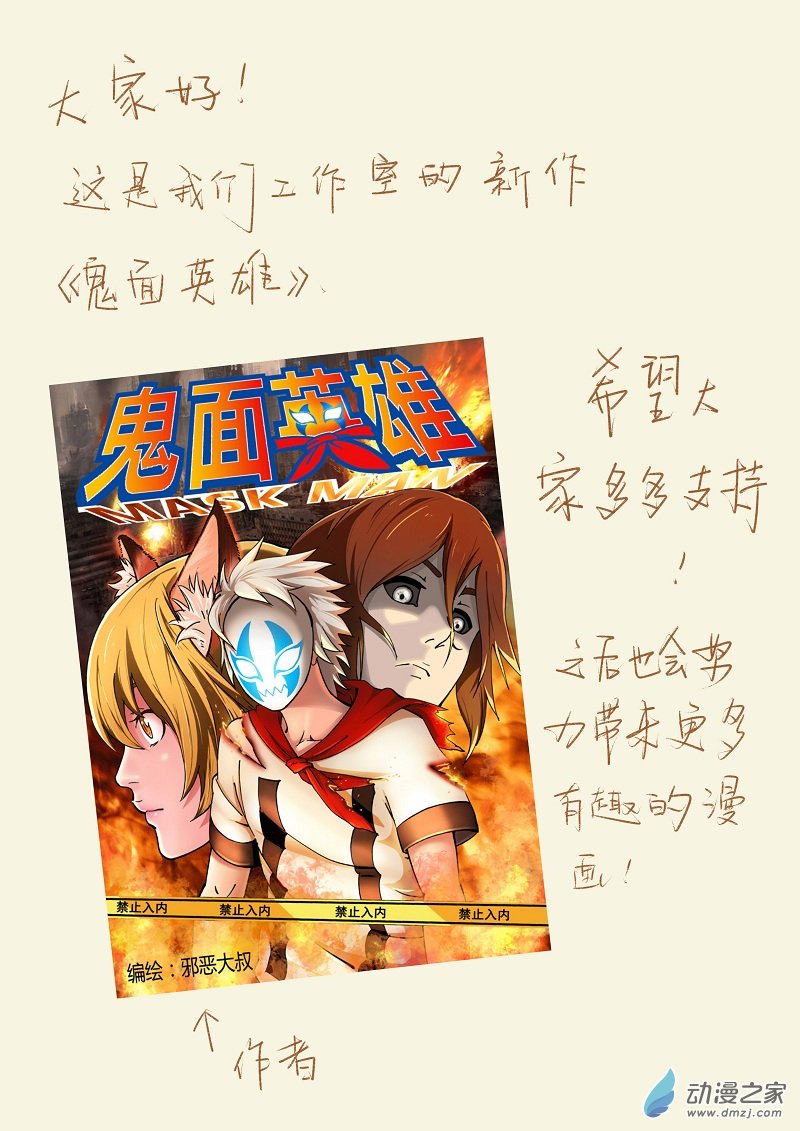 大家好！
这是我们工作室的新作
《鬼面英雄》、
鬼面英雄
MASK MAN
希望大
家多多支持
！
之后也会努
力带来更多
有趣的漫
画！
禁止入内 禁止入内 禁止入内 禁止入内
编绘：邪恶大叔
↑
作者
动漫之家
www.dmzj.com